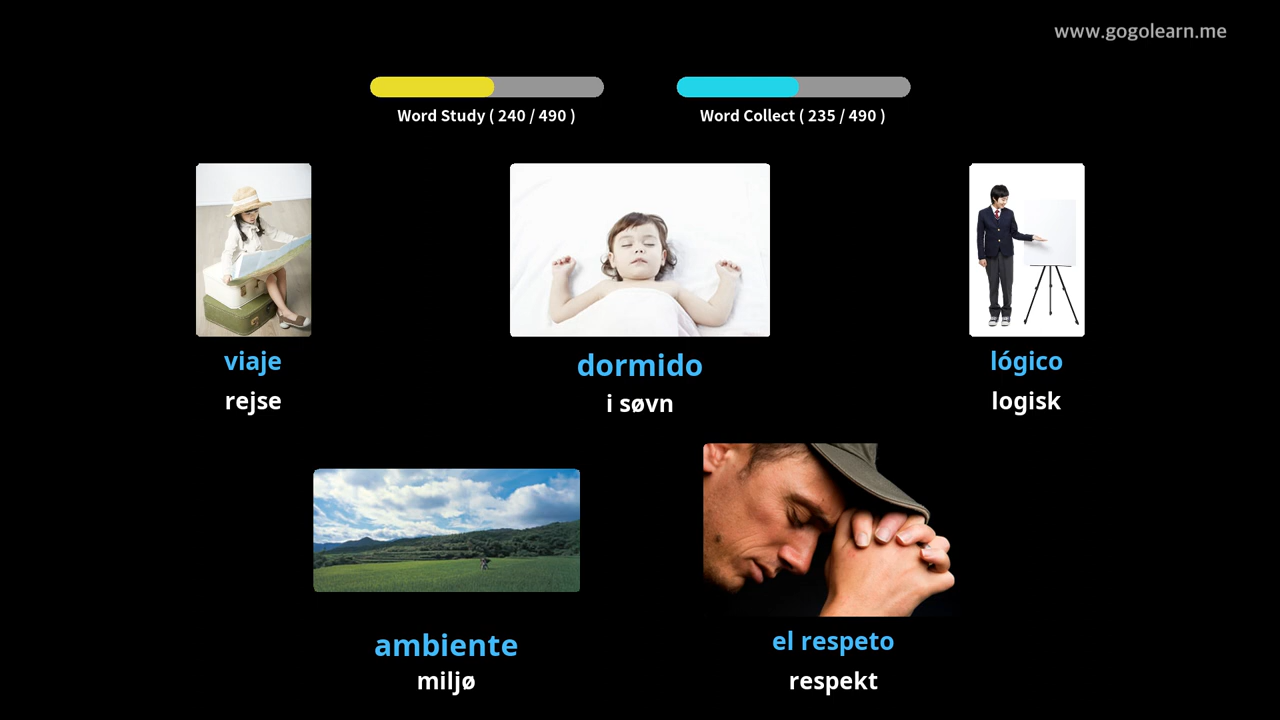 www.gogolearn.me
Word Study ( 240 / 490 )
Word Collect ( 235 / 490 )
viaje
rejse
dormido
i søvn
lógico
logisk
ambiente
miljø
el respeto
respekt